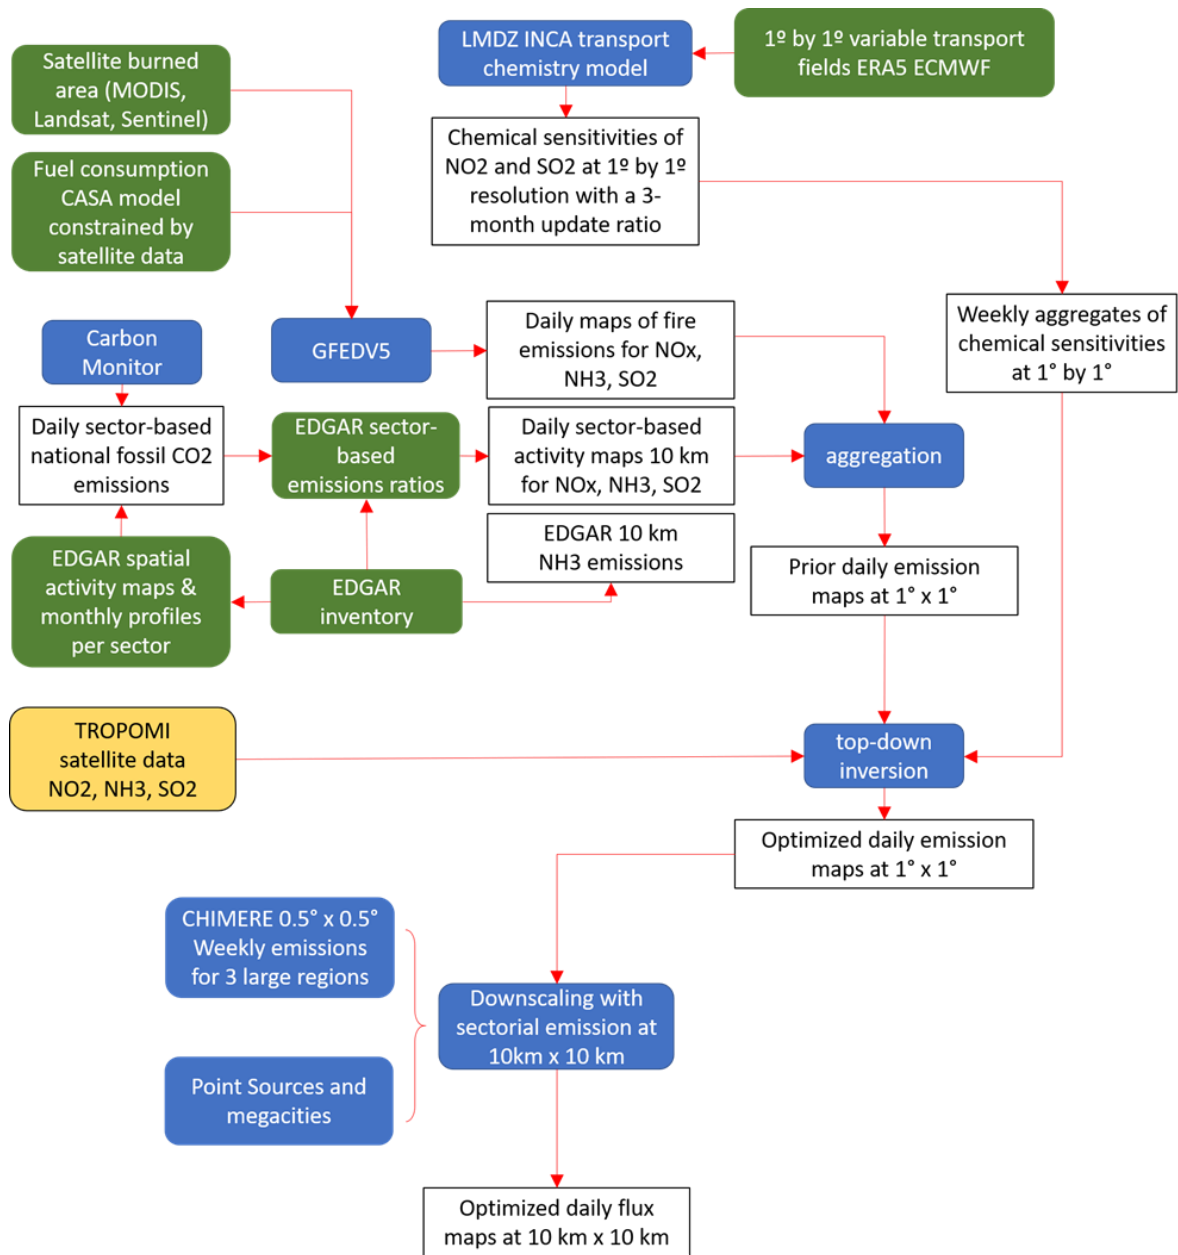 Satellite burned
area (MODIS,
Landsat, Sentinel)
LMDZ INCA transport
chemistry model
1º by 1º variable transport
fields ERA5 ECMWF
Fuel consumption
CASA model
constrained by
satellite data
Chemical sensitivities of
NO2 and SO2 at 1º by 1º
resolution with a 3-
month update ratio
Carbon
Monitor
GFEDV5
Daily maps of fire
emissions for NOx,
NH3, SO2
Weekly aggregates of
chemical sensitivities
at 1° by 1°
Daily sector-based
national fossil CO2
emissions
EDGAR sector-
based
emissions ratios
Daily sector-based
activity maps 10 km
for NOx, NH3, SO2
aggregation
EDGAR spatial
activity maps &
monthly profiles
per sector
EDGAR
inventory
EDGAR 10 km
NH3 emissions
Prior daily emission
maps at 1° x 1°
TROPOMI
satellite data
NO2, NH3, SO2
top-down
inversion
Optimized daily emission
maps at 1° x 1°
CHIMERE 0.5° x 0.5°
Weekly emissions
for 3 large regions
Downscaling with
sectorial emission at
10km x 10 km
Point Sources and
megacities
Optimized daily flux
maps at 10 km x 10 km